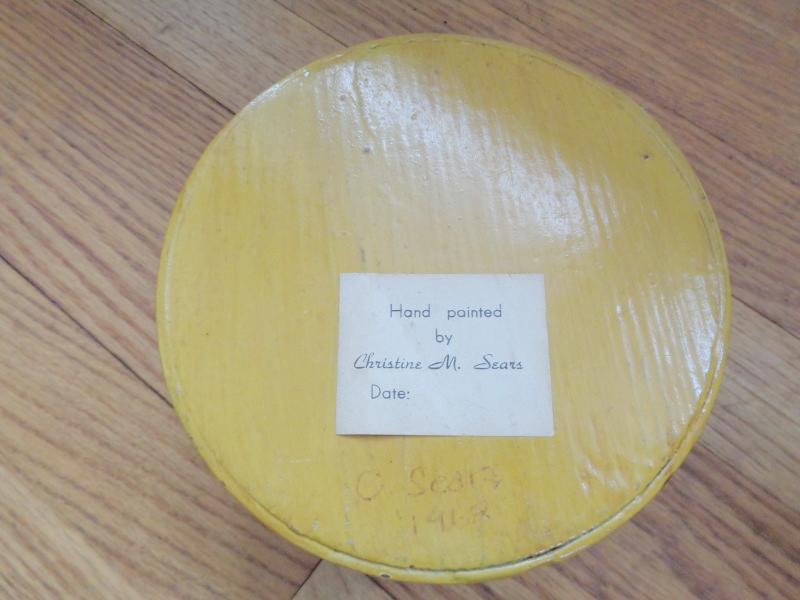 Hand painted
by
Christine M. Sears
Date:
C Sears
1968